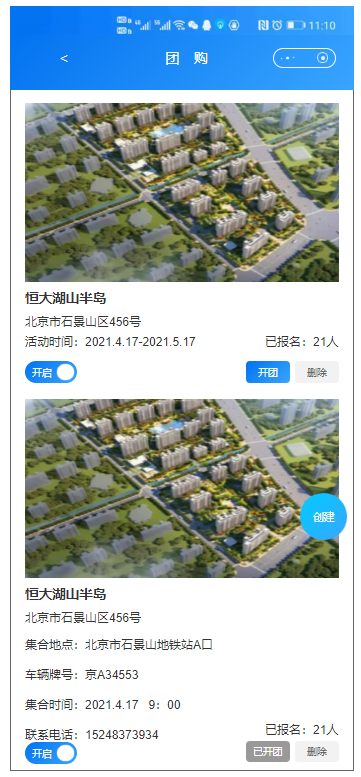 11:10
<
团 购
恒大湖山半岛
北京市石景山区456号
活动时间：2021.4.17-2021.5.17 已报名：21人
开启 开团 删除
创建
恒大湖山半岛
北京市石景山区456号
集合地点：北京市石景山地铁站A口
车辆牌号：京A34553
集合时间：2021.4.17 9：00
联系电话：15248373934 已报名：21人
开启 已开团 删除